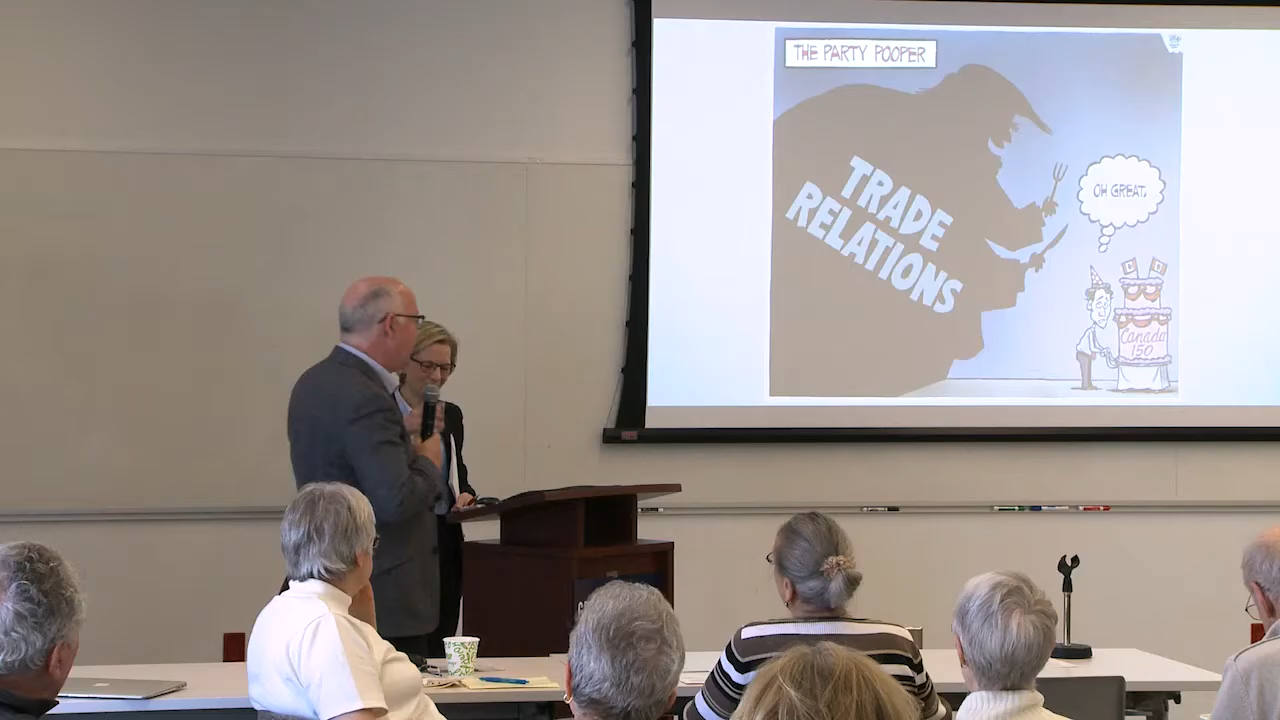 THE PARTY POOPER
TRADE
RELATIONS
OH GREAT.
Canada
150